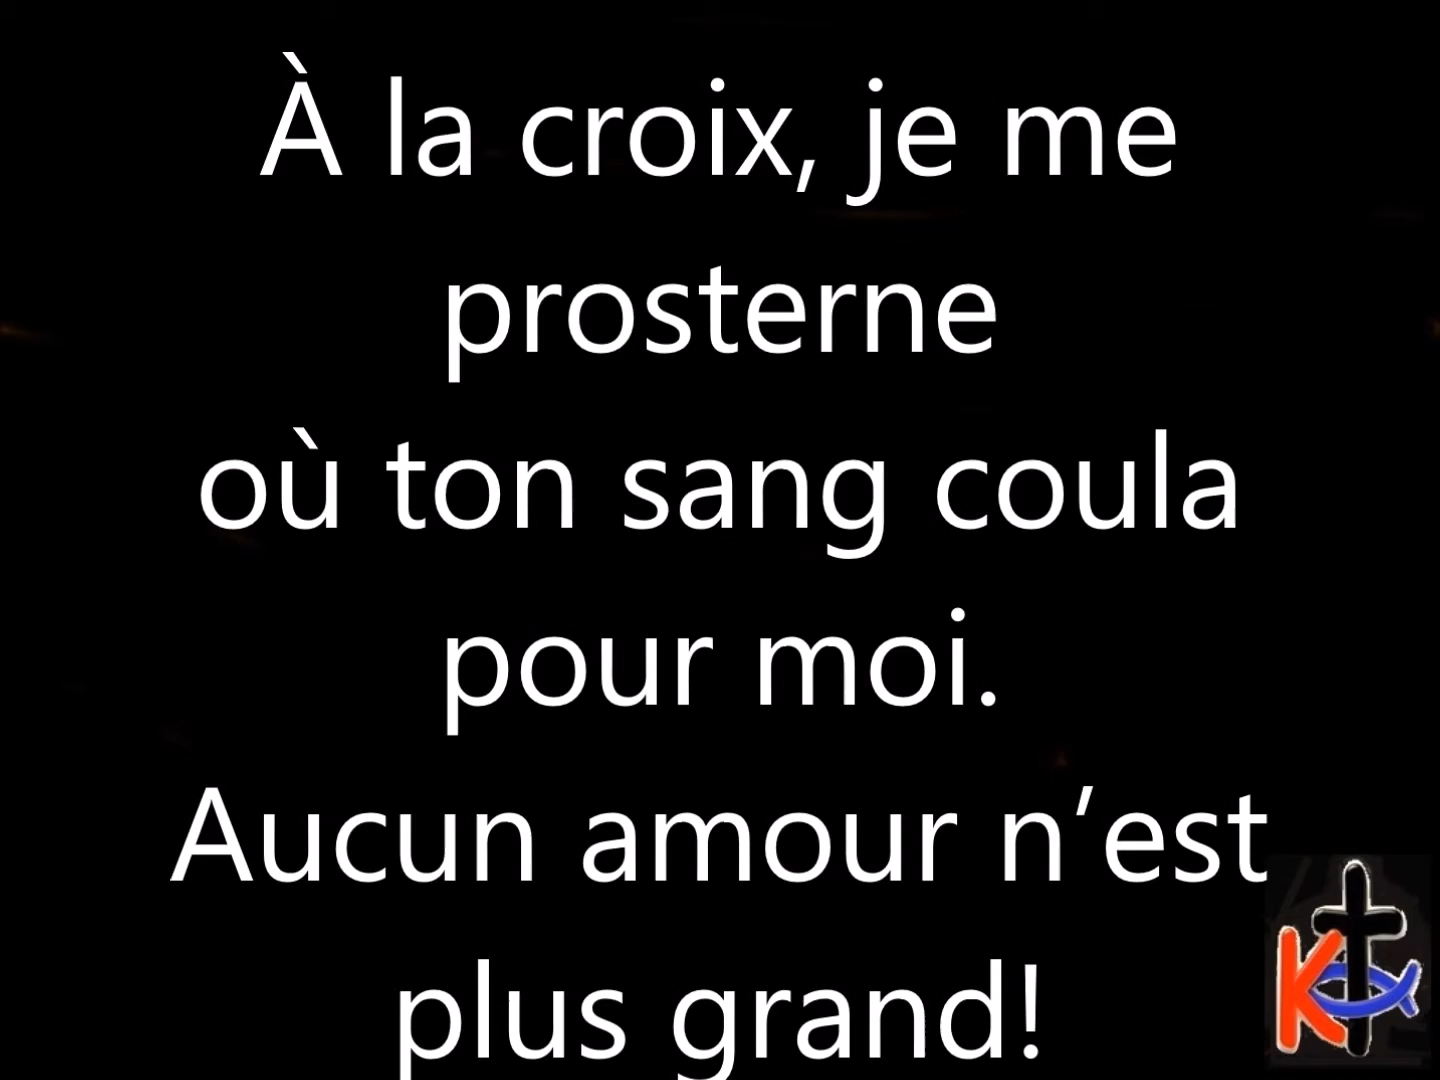 À la croix, je me
prosterne
où ton sang coula
pour moi.
Aucun amour n’est
plus grand!
K